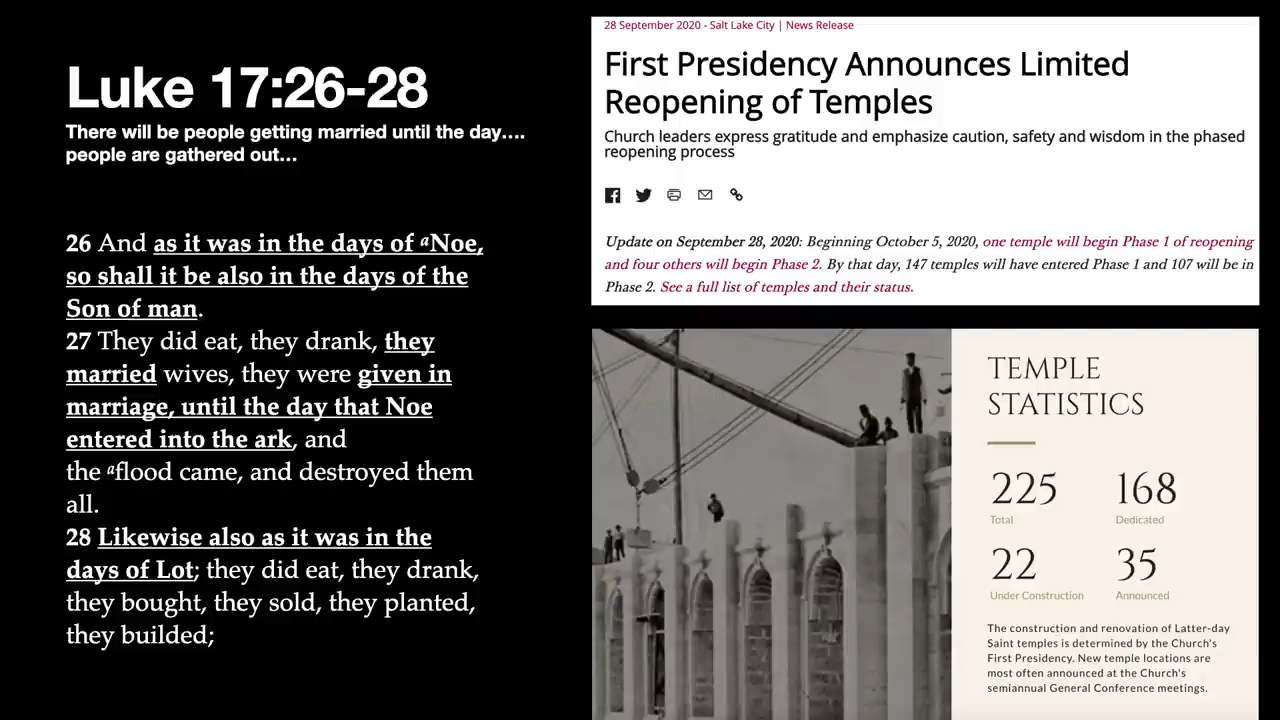 Luke 17:26-28
There will be people getting married until the day....
people are gathered out...
26 And as it was in the days of aNoe,
so shall it be also in the days of the
Son of man.
27 They did eat, they drank, they
married wives, they were given in
marriage, until the day that Noe
entered into the ark, and
the aflood came, and destroyed them
all.
28 Likewise also as it was in the
days of Lot; they did eat, they drank,
they bought, they sold, they planted,
they builded;
28 September 2020 - Salt Lake City | News Release
First Presidency Announces Limited
Reopening of Temples
Church leaders express gratitude and emphasize caution, safety and wisdom in the phased
reopening process
Update on September 28, 2020: Beginning October 5, 2020, one temple will begin Phase 1 of reopening
and four others will begin Phase 2. By that day, 147 temples will have entered Phase 1 and 107 will be in
Phase 2. See a full list of temples and their status.
TEMPLE
STATISTICS
225 168
Total Dedicated
22 35
Under Construction Announced
The construction and renovation of Latter-day
Saint temples is determined by the Church's
First Presidency. New temple locations are
most often announced at the Church's
semiannual General Conference meetings.